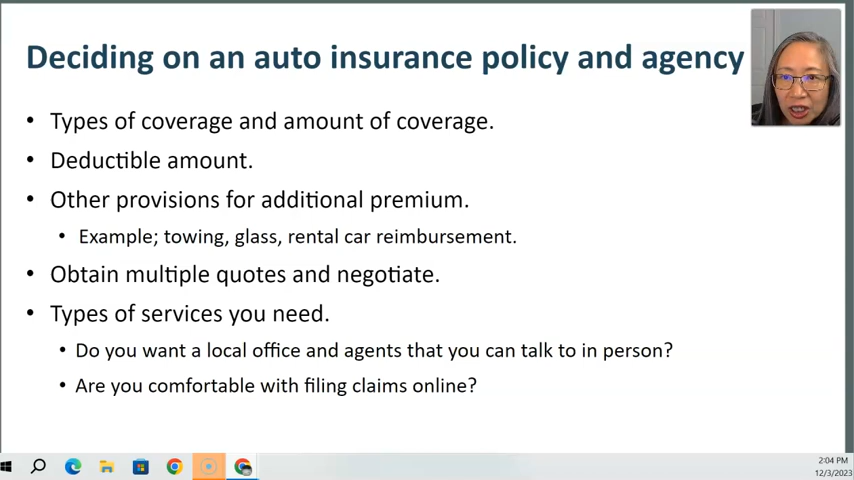 Deciding on an auto insurance policy and agency
• Types of coverage and amount of coverage.
• Deductible amount.
• Other provisions for additional premium.
• Example; towing, glass, rental car reimbursement.
• Obtain multiple quotes and negotiate.
• Types of services you need.
• Do you want a local office and agents that you can talk to in person?
• Are you comfortable with filing claims online?
2:04 PM
12/3/2023